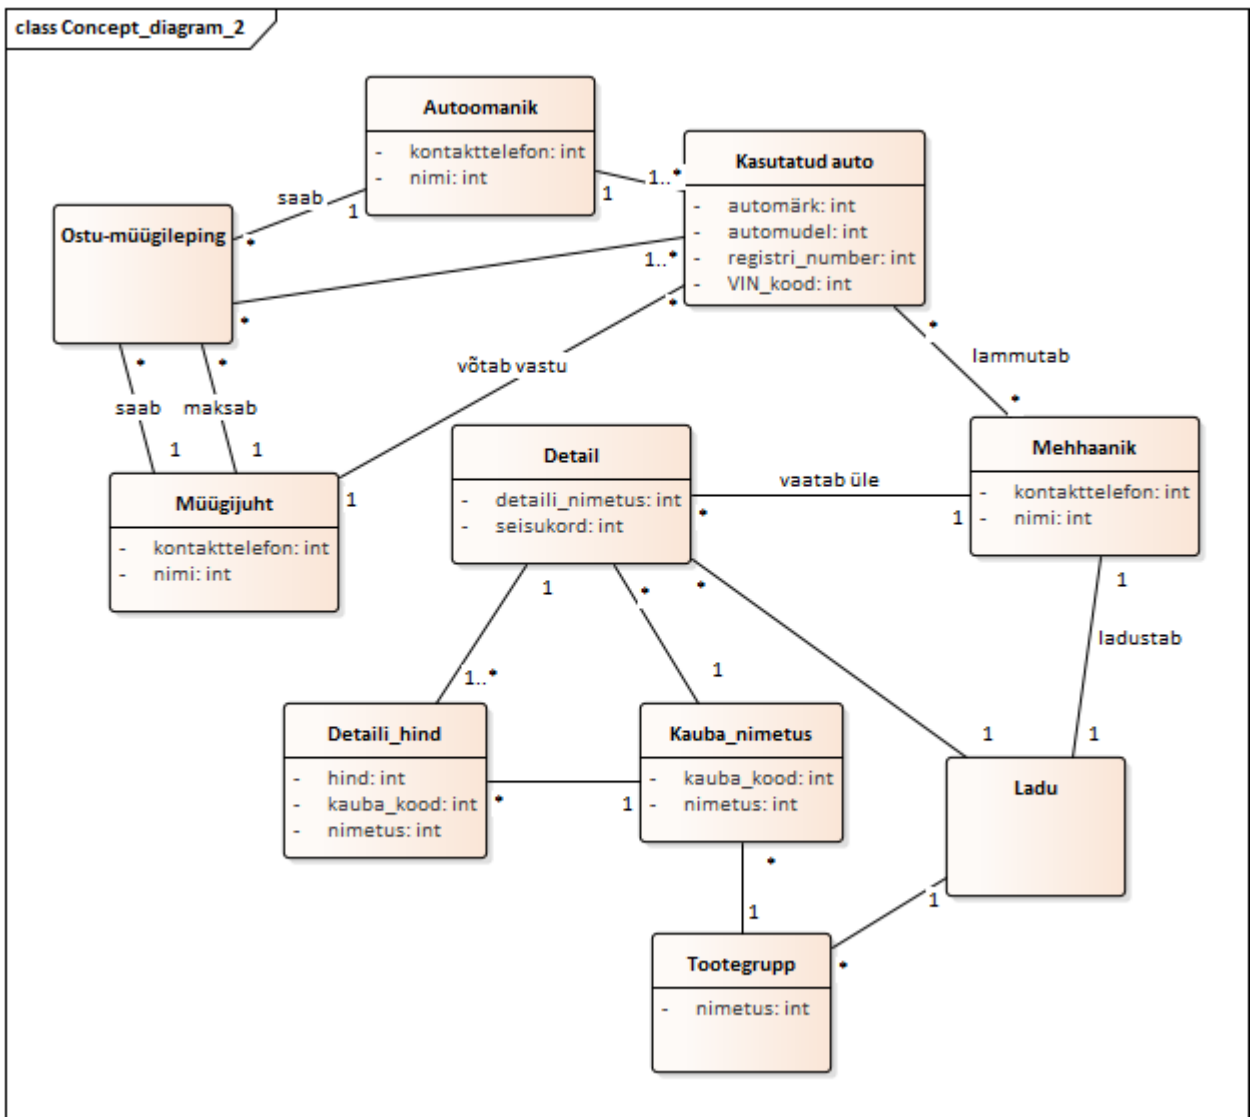 class Concept_diagram_2
Autoomanik
- kontakttelefon: int
- nimi: int
Kasutatud auto
- automärk: int
- automudel: int
- registri_number: int
- VIN_kood: int
1..*
1
saab
1
*
Ostu-müügileping
1..*
*
*
*
lammutab
*
võtab vastu
1
*
*
saab
maksab
1
1
Müügijuht
- kontakttelefon: int
- nimi: int
Detail
- detaili_nimetus: int
- seisukord: int
vaatab üle
*
1
Mehhaanik
- kontakttelefon: int
- nimi: int
1
*
*
1
ladustab
1..*
1
1
1
Detaili_hind
- hind: int
- kauba_kood: int
- nimetus: int
*
1
Kauba_nimetus
- kauba_kood: int
- nimetus: int
Ladu
*
1
1
*
Tootegrupp
- nimetus: int